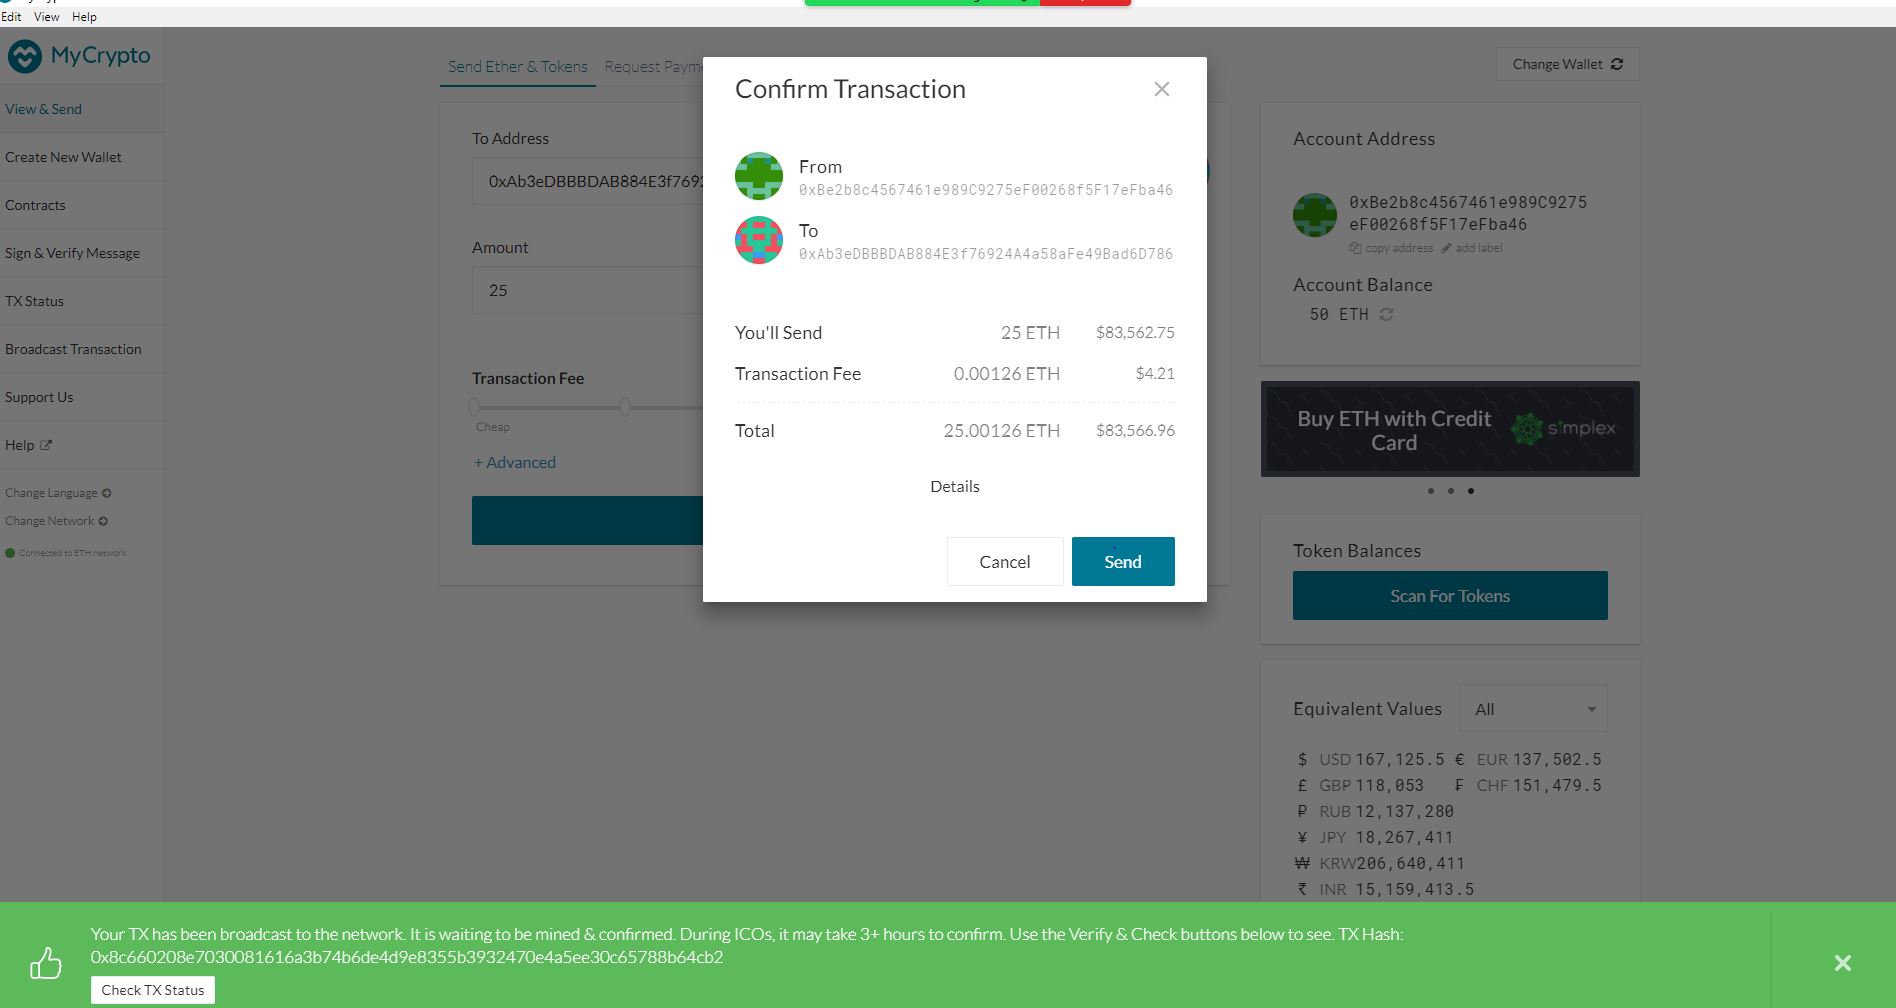 Edit View Help
MyCrypto
View & Send
Create New Wallet
Contracts
Sign & Verify Message
TX Status
Broadcast Transaction
Support Us
Help
Change Language
Change Network
Connected to ETH network
Send Ether & Tokens Request Paym
To Address
0xAb3eDBBBDAB884E3f7692
Amount
25
Transaction Fee
Cheap
+ Advanced
Confirm Transaction
From
0xBe2b8c4567461e989C9275eF00268f5F17eFba46
To
0xAb3eDBBBDAB884E3f76924A4a58aFe49Bad6D786
You'll Send 25 ETH $83,562.75
Transaction Fee 0.00126 ETH $4.21
Total 25.00126 ETH $83,566.96
Details
Cancel Send
Change Wallet
Account Address
0xBe2b8c4567461e989C9275
eF00268f5F17eFba46
copy address add label
Account Balance
50 ETH
Buy ETH with Credit
Card
simplex
Token Balances
Scan For Tokens
Equivalent Values All
$ USD 167,125.5 € EUR 137,502.5
£ GBP 118,053 ₣ CHF 151,479.5
₽ RUB 12,137,280
¥ JPY 18,267,411
₩ KRW 206,640,411
₹ INR 15,159,413.5
Your TX has been broadcast to the network. It is waiting to be mined & confirmed. During ICOs, it may take 3+ hours to confirm. Use the Verify & Check buttons below to see. TX Hash:
0x8c660208e7030081616a3b74b6de4d9e8355b3932470e4a5ee30c65788b64cb2
Check TX Status